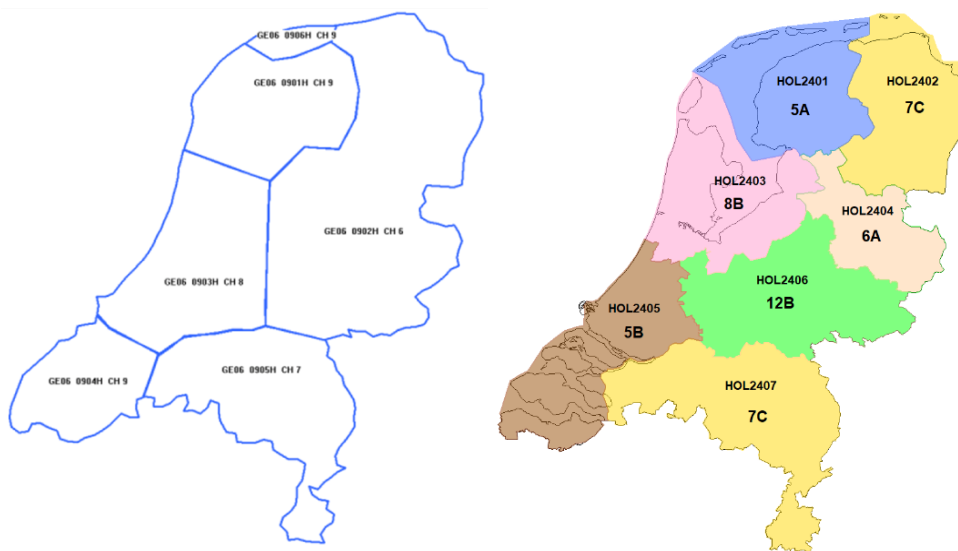 GE06 0906H CH 9
GE06 0901H CH 9
GE06 0902H CH 6
GE06 0903H CH 8
GE06 0904H CH 9
GE06 0905H CH 7
HOL2401
5A
HOL2402
7C
HOL2403
8B
HOL2404
6A
HOL2406
12B
HOL2405
5B
HOL2407
7C